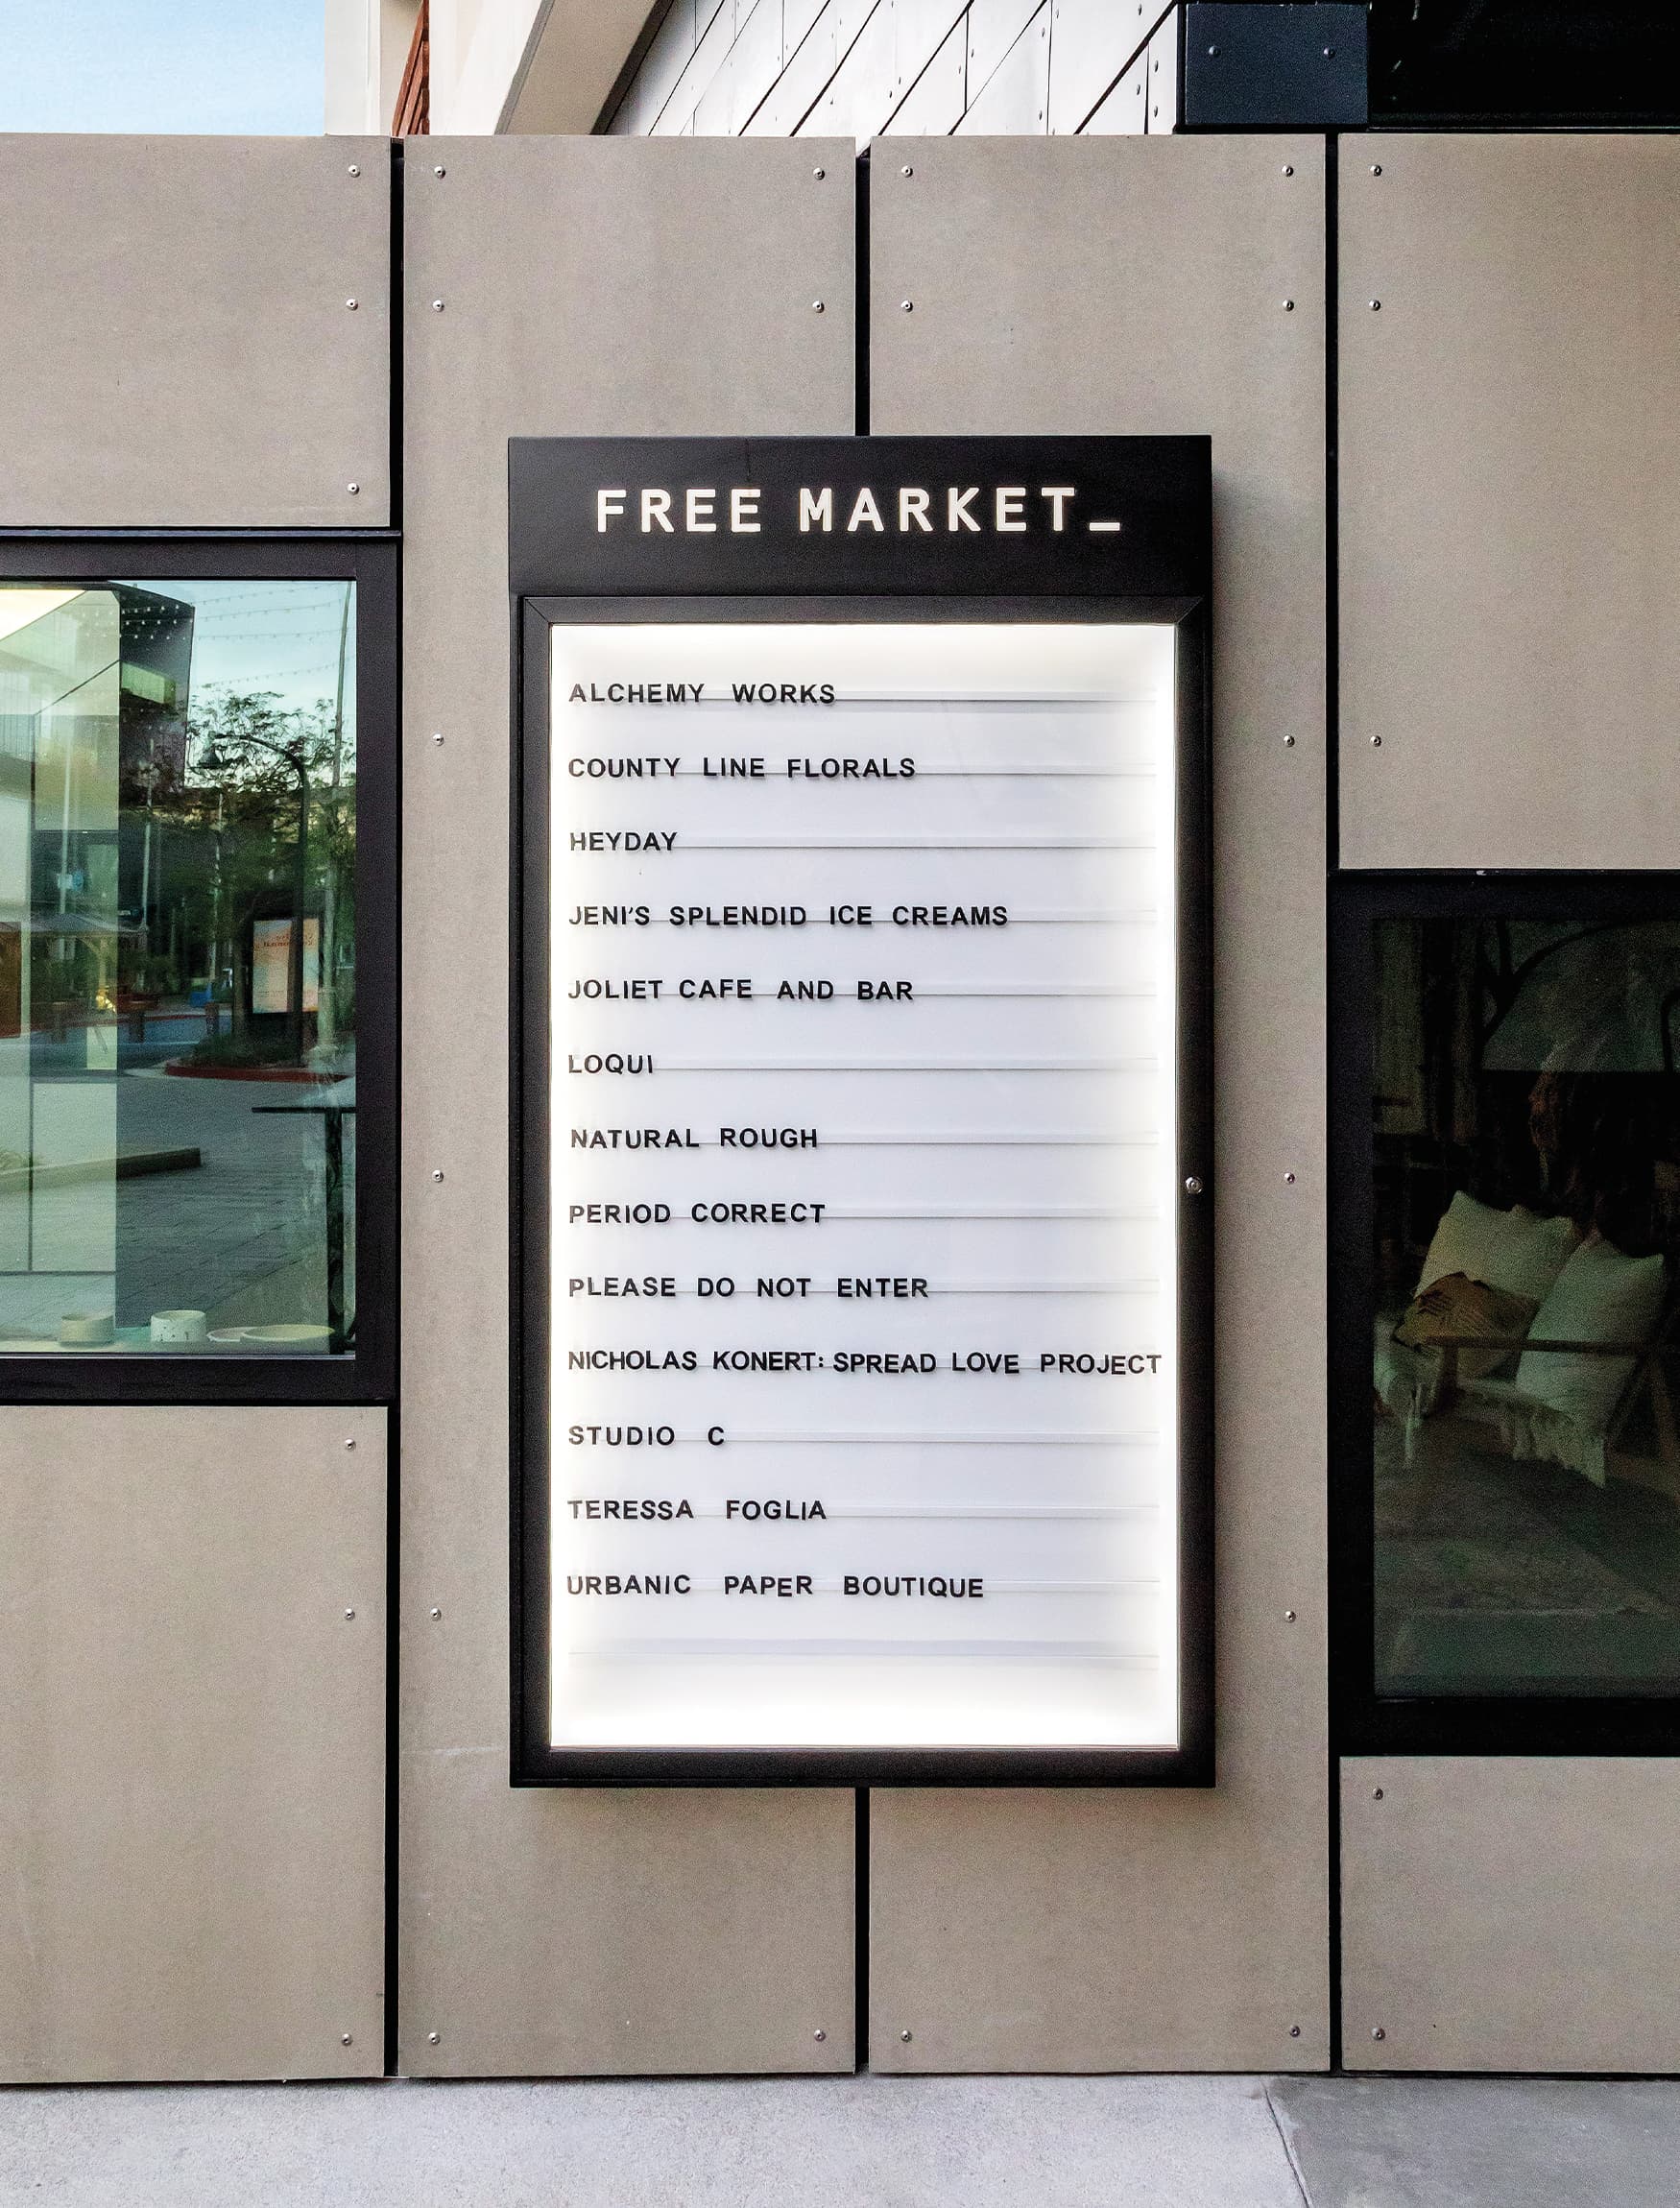 FREE MARKET_
ALCHEMY WORKS
COUNTY LINE FLORALS
HEYDAY
JENI'S SPLENDID ICE CREAMS
JOLIET CAFE AND BAR
LOQUI
NATURAL ROUGH
PERIOD CORRECT
PLEASE DO NOT ENTER
NICHOLAS KONERT: SPREAD LOVE PROJECT
STUDIO C
TERESSA FOGLIA
URBANIC PAPER BOUTIQUE